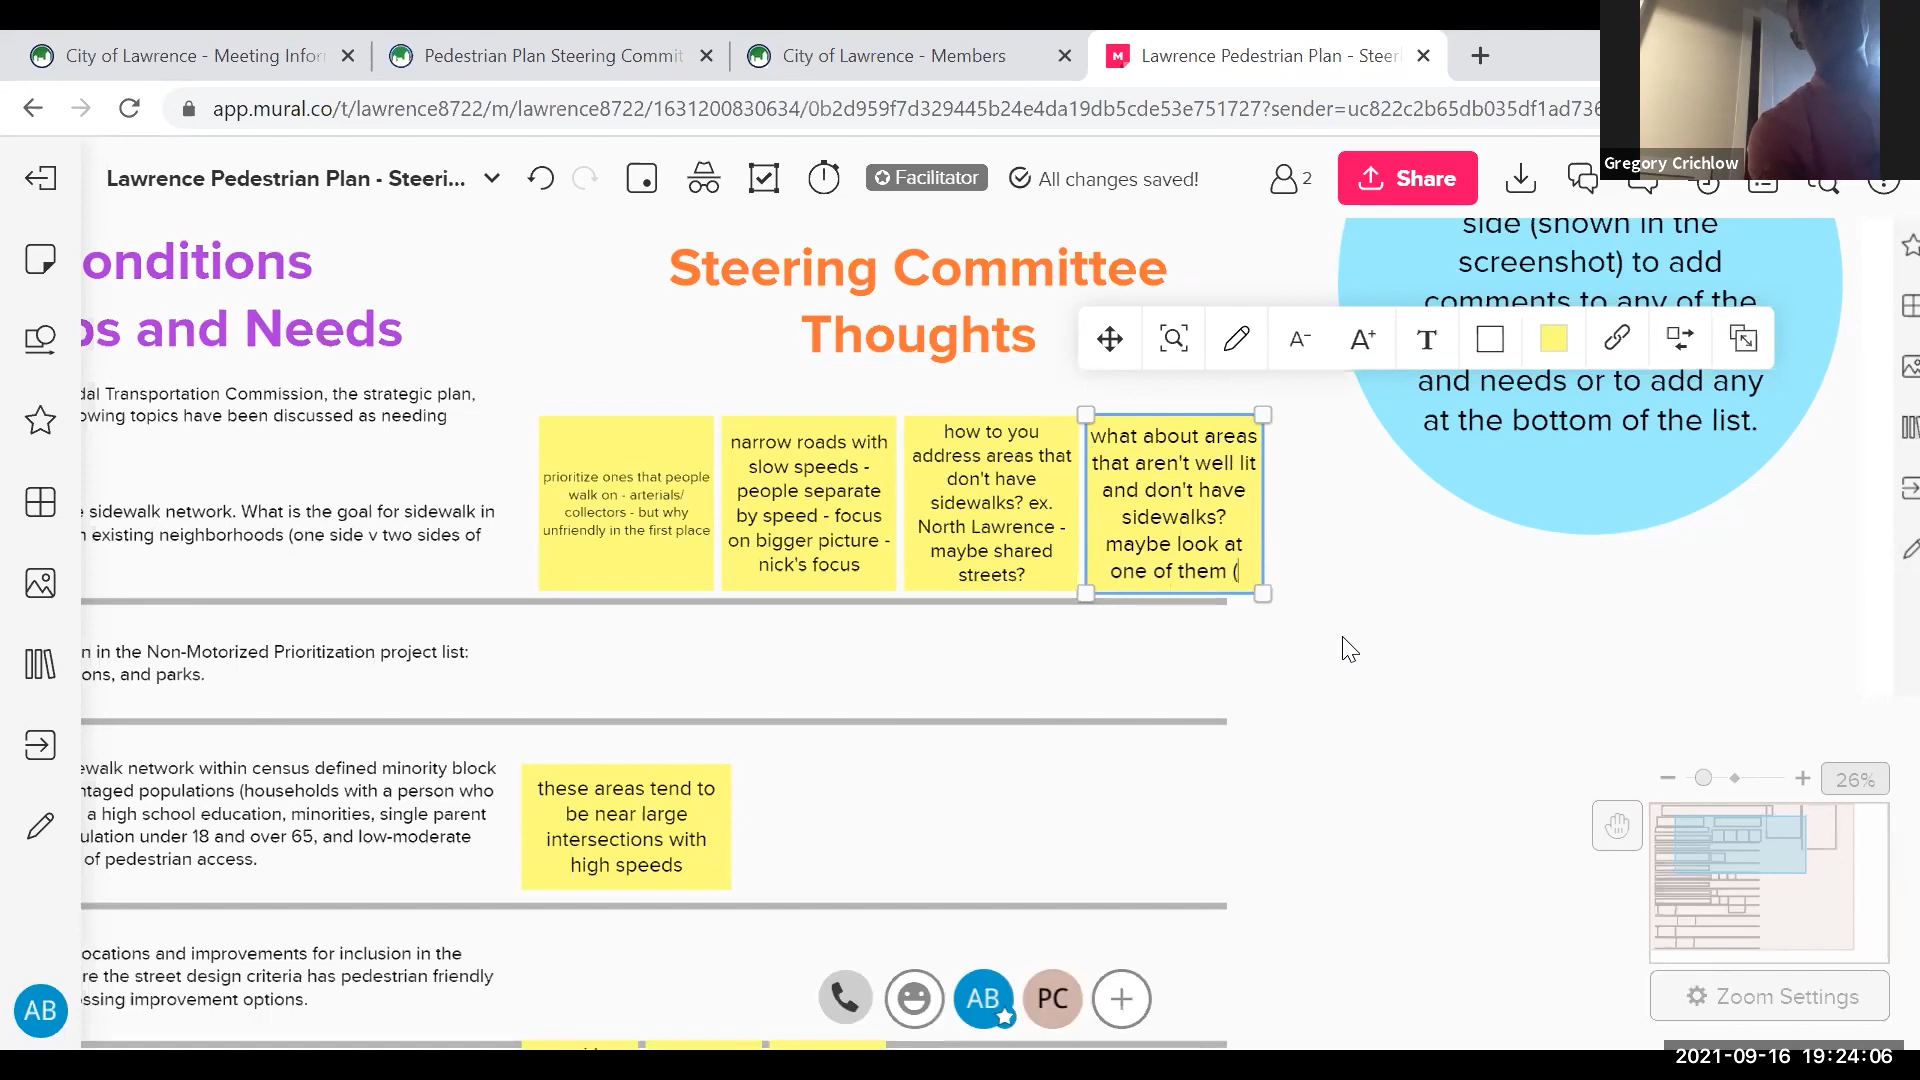 City of Lawrence - Meeting Infor
Pedestrian Plan Steering Commit
City of Lawrence - Members
M
Lawrence Pedestrian Plan - Steer
app.mural.co/t/lawrence8722/m/lawrence8722/1631200830634/0b2d959f7d329445b24e4da19db5cde53e751727?sender=uc822c2b65db035df1ad736
Gregory Crichlow
Lawrence Pedestrian Plan - Steeri...
Facilitator
All changes saved!
2
Share
onditions
ps and Needs
Steering Committee
Thoughts
side (shown in the
screenshot) to add
comments to any of the
and needs or to add any
at the bottom of the list.
A-
A+
T
dal Transportation Commission, the strategic plan,
owing topics have been discussed as needing
prioritize ones that people
walk on - arterials/
collectors - but why
unfriendly in the first place
narrow roads with
slow speeds -
people separate
by speed - focus
on bigger picture -
nick's focus
how to you
address areas that
don't have
sidewalks? ex.
North Lawrence -
maybe shared
streets?
what about areas
that aren't well lit
and don't have
sidewalks?
maybe look at
one of them (
e sidewalk network. What is the goal for sidewalk in
n existing neighborhoods (one side v two sides of
n in the Non-Motorized Prioritization project list:
ons, and parks.
ewalk network within census defined minority block
ntaged populations (households with a person who
a high school education, minorities, single parent
ulation under 18 and over 65, and low-moderate
of pedestrian access.
these areas tend to
be near large
intersections with
high speeds
26%
ocations and improvements for inclusion in the
re the street design criteria has pedestrian friendly
ossing improvement options.
AB
AB
PC
Zoom Settings
2021-09-16 19:24:06